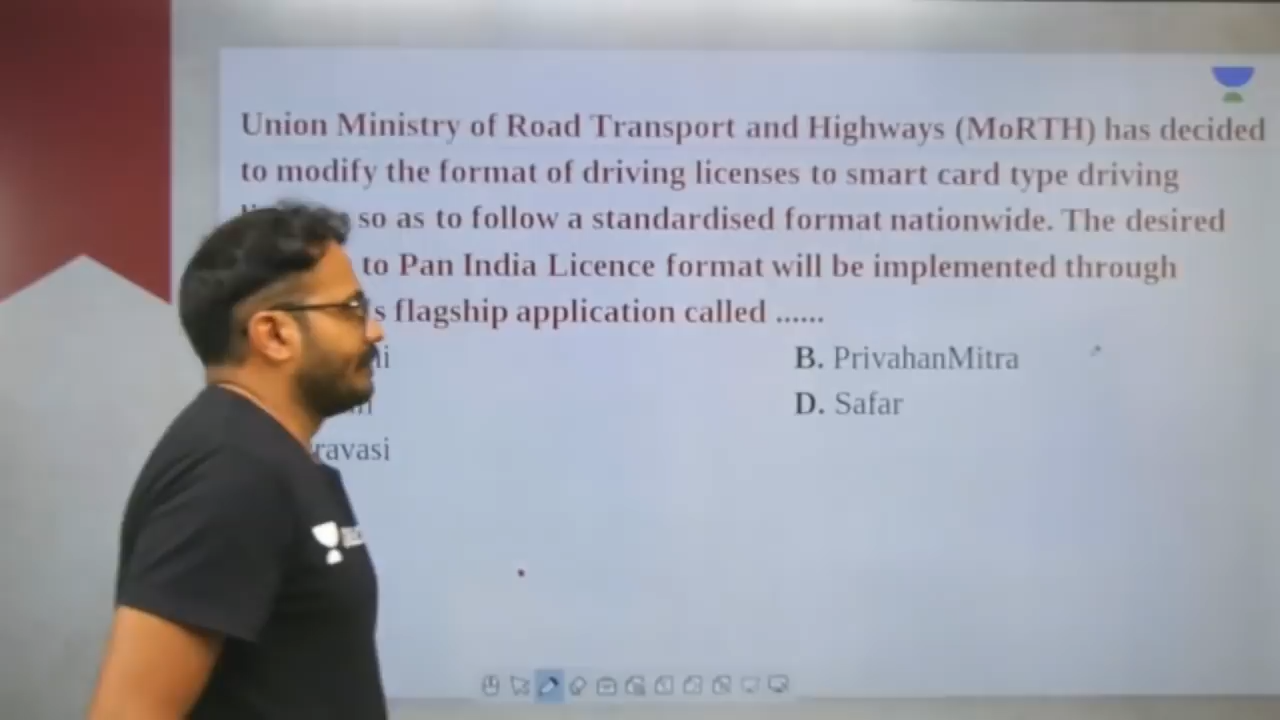 Union Ministry of Road Transport and Highways (MoRTH) has decided
to modify the format of driving licenses to smart card type driving
so as to follow a standardised format nationwide. The desired
to Pan India Licence format will be implemented through
flagship application called ......
B. PrivahanMitra
D. Safar